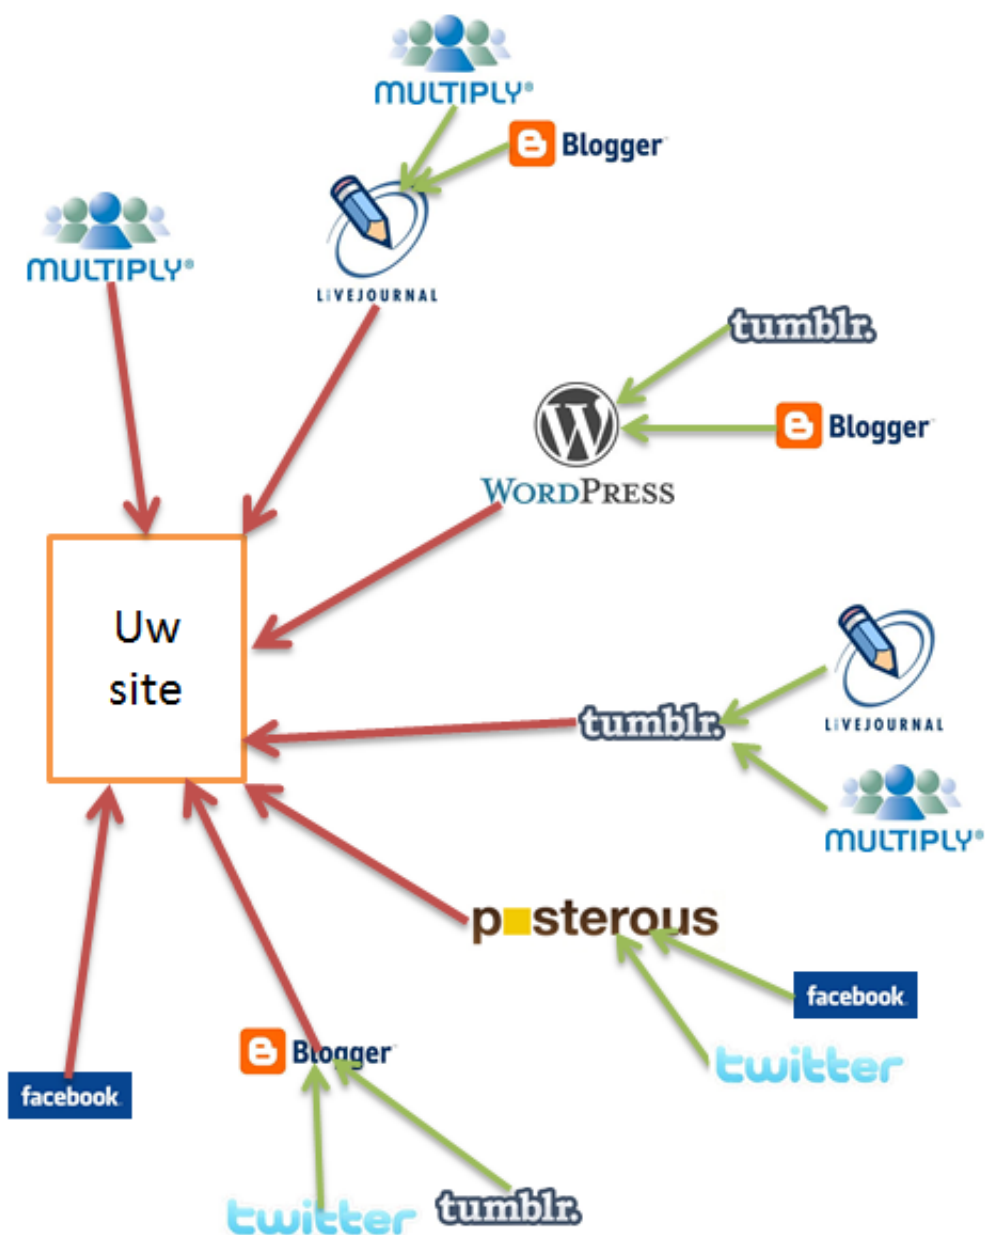 MULTIPLY®
Blogger
MULTIPLY®
LIVEJOURNAL
tumblr.
Blogger
WORDPRESS
Uw
site
tumblr.
LIVEJOURNAL
MULTIPLY®
posterous
facebook.
Blogger
twitter
facebook.
twitter
tumblr.